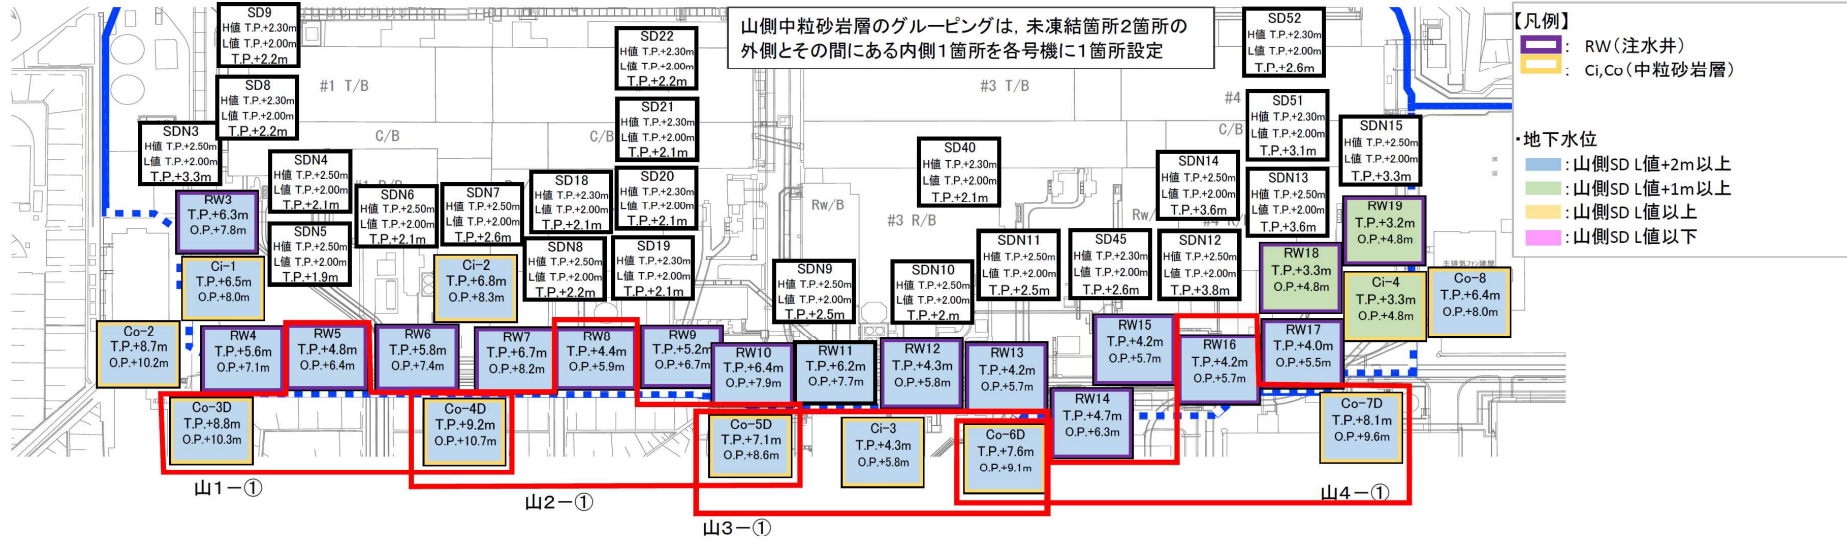 山側中粒砂岩層のグルーピングは，未凍結箇所2箇所の
外側とその間にある内側1箇所を各号機に1箇所設定
【凡例】
： RW（注水井）
： Ci,Co（中粒砂岩層）
・地下水位
：山側SD L値+2m以上
：山側SD L値+1m以上
：山側SD L値以上
：山側SD L値以下
SD9
H値 T.P.+2.30m
L値 T.P.+2.00m
T.P.+2.2m
SD8
H値 T.P.+2.30m
L値 T.P.+2.00m
T.P.+2.2m
SDN3
H値 T.P.+2.50m
L値 T.P.+2.00m
T.P.+3.3m
SDN4
H値 T.P.+2.50m
L値 T.P.+2.00m
T.P.+2.1m
SDN5
H値 T.P.+2.50m
L値 T.P.+2.00m
T.P.+1.9m
SDN6
H値 T.P.+2.50m
L値 T.P.+2.00m
T.P.+2.1m
SDN7
H値 T.P.+2.50m
L値 T.P.+2.00m
T.P.+2.6m
SD18
H値 T.P.+2.30m
L値 T.P.+2.00m
T.P.+2.1m
SDN8
H値 T.P.+2.50m
L値 T.P.+2.00m
T.P.+2.2m
SD22
H値 T.P.+2.30m
L値 T.P.+2.00m
T.P.+2.2m
SD21
H値 T.P.+2.30m
L値 T.P.+2.00m
T.P.+2.1m
SD20
H値 T.P.+2.30m
L値 T.P.+2.00m
T.P.+2.1m
SD19
H値 T.P.+2.30m
L値 T.P.+2.00m
T.P.+2.1m
SDN9
H値 T.P.+2.50m
L値 T.P.+2.00m
T.P.+2.5m
SD40
H値 T.P.+2.30m
L値 T.P.+2.00m
T.P.+2.1m
SDN10
H値 T.P.+2.50m
L値 T.P.+2.00m
T.P.+2.m
SDN11
H値 T.P.+2.50m
L値 T.P.+2.00m
T.P.+2.5m
SD45
H値 T.P.+2.30m
L値 T.P.+2.00m
T.P.+2.6m
SDN14
H値 T.P.+2.50m
L値 T.P.+2.00m
T.P.+3.6m
SDN12
H値 T.P.+2.50m
L値 T.P.+2.00m
T.P.+3.8m
SD52
H値 T.P.+2.30m
L値 T.P.+2.00m
T.P.+2.6m
SD51
H値 T.P.+2.30m
L値 T.P.+2.00m
T.P.+3.1m
SDN13
H値 T.P.+2.50m
L値 T.P.+2.00m
T.P.+3.6m
SDN15
H値 T.P.+2.50m
L値 T.P.+2.00m
T.P.+3.3m
#1 T/B
C/B
C/B
#3 T/B
Rw/B
#3 R/B
#4
C/B
Rw/
RW3
T.P.+6.3m
O.P.+7.8m
Ci-1
T.P.+6.5m
O.P.+8.0m
Ci-2
T.P.+6.8m
O.P.+8.3m
RW19
T.P.+3.2m
O.P.+4.8m
RW18
T.P.+3.3m
O.P.+4.8m
Ci-4
T.P.+3.3m
O.P.+4.8m
主排気ファン建屋
Co-8
T.P.+6.4m
O.P.+8.0m
Co-2
T.P.+8.7m
O.P.+10.2m
RW4
T.P.+5.6m
O.P.+7.1m
RW5
T.P.+4.8m
O.P.+6.4m
RW6
T.P.+5.8m
O.P.+7.4m
RW7
T.P.+6.7m
O.P.+8.2m
RW8
T.P.+4.4m
O.P.+5.9m
RW9
T.P.+5.2m
O.P.+6.7m
RW10
T.P.+6.4m
O.P.+7.9m
RW11
T.P.+6.2m
O.P.+7.7m
RW12
T.P.+4.3m
O.P.+5.8m
RW13
T.P.+4.2m
O.P.+5.7m
RW15
T.P.+4.2m
O.P.+5.7m
RW16
T.P.+4.2m
O.P.+5.7m
RW17
T.P.+4.0m
O.P.+5.5m
RW14
T.P.+4.7m
O.P.+6.3m
Co-3D
T.P.+8.8m
O.P.+10.3m
Co-4D
T.P.+9.2m
O.P.+10.7m
Co-5D
T.P.+7.1m
O.P.+8.6m
Ci-3
T.P.+4.3m
O.P.+5.8m
Co-6D
T.P.+7.6m
O.P.+9.1m
Co-7D
T.P.+8.1m
O.P.+9.6m
山1－①
山2－①
山3－①
山4－①